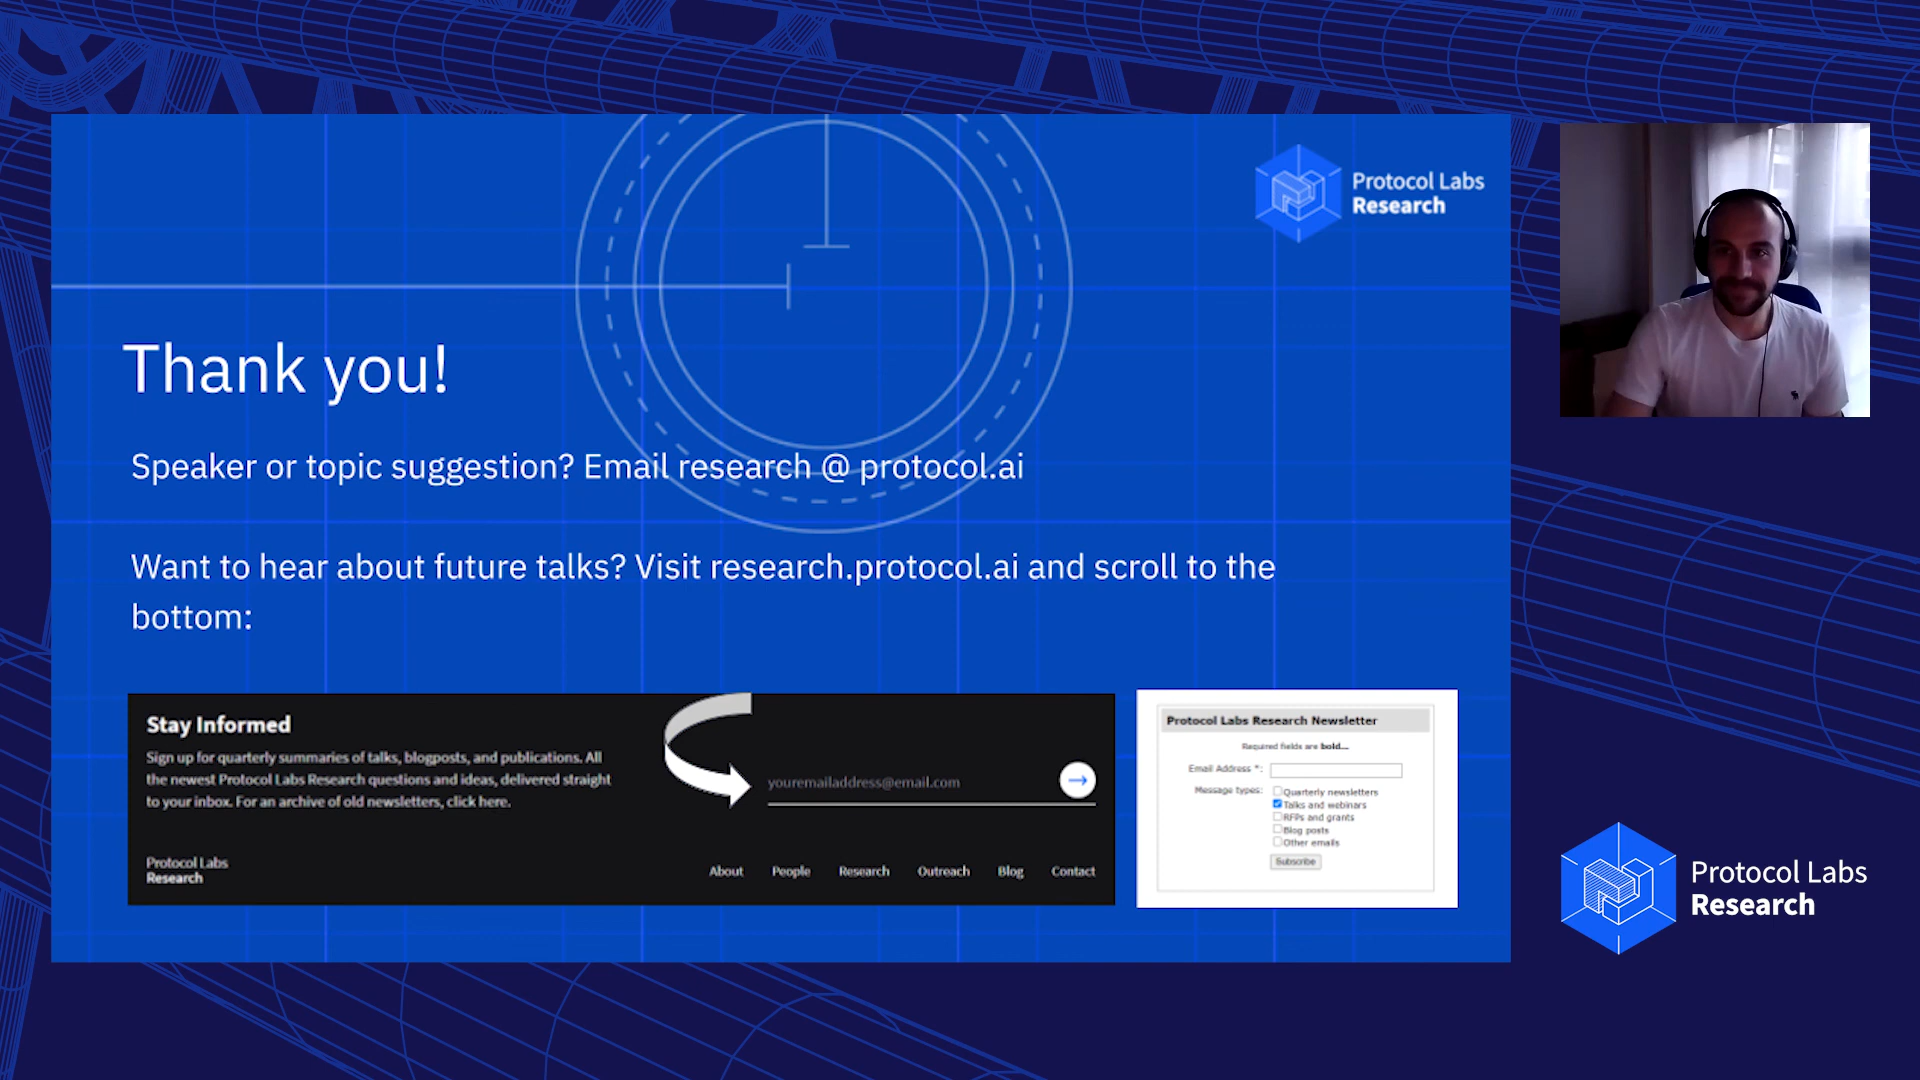 Protocol Labs
Research
Thank you!
Speaker or topic suggestion? Email research @ protocol.ai
Want to hear about future talks? Visit research.protocol.ai and scroll to the
bottom:
Stay Informed
Sign up for quarterly summaries of talks, blogposts, and publications. All
the newest Protocol Labs Research questions and ideas, delivered straight
to your inbox. For an archive of old newsletters, click here.
youremailaddress@email.com
Protocol Labs
Research
About People Research Outreach Blog Contact
Protocol Labs Research Newsletter
Required fields are bold...
Email Address *:
Message types:
Quarterly newsletters
Talks and webinars
RFPs and grants
Blog posts
Other emails
Subscribe
Protocol Labs
Research